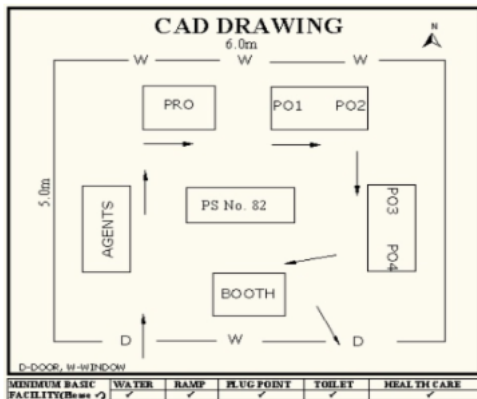 CAD DRAWING
6.0m
N
W W W
PRO
PO1 PO2
5.0m
AGENTS
PS No. 82
PO3 PO4
BOOTH
D W D
D-DOOR, W-WINDOW
MINIMUM BASIC WATER RAMP PLUG POINT TOILET HEALTH CARE
FACILITY(Please ✓) ✓ ✓ ✓ ✓ ✓